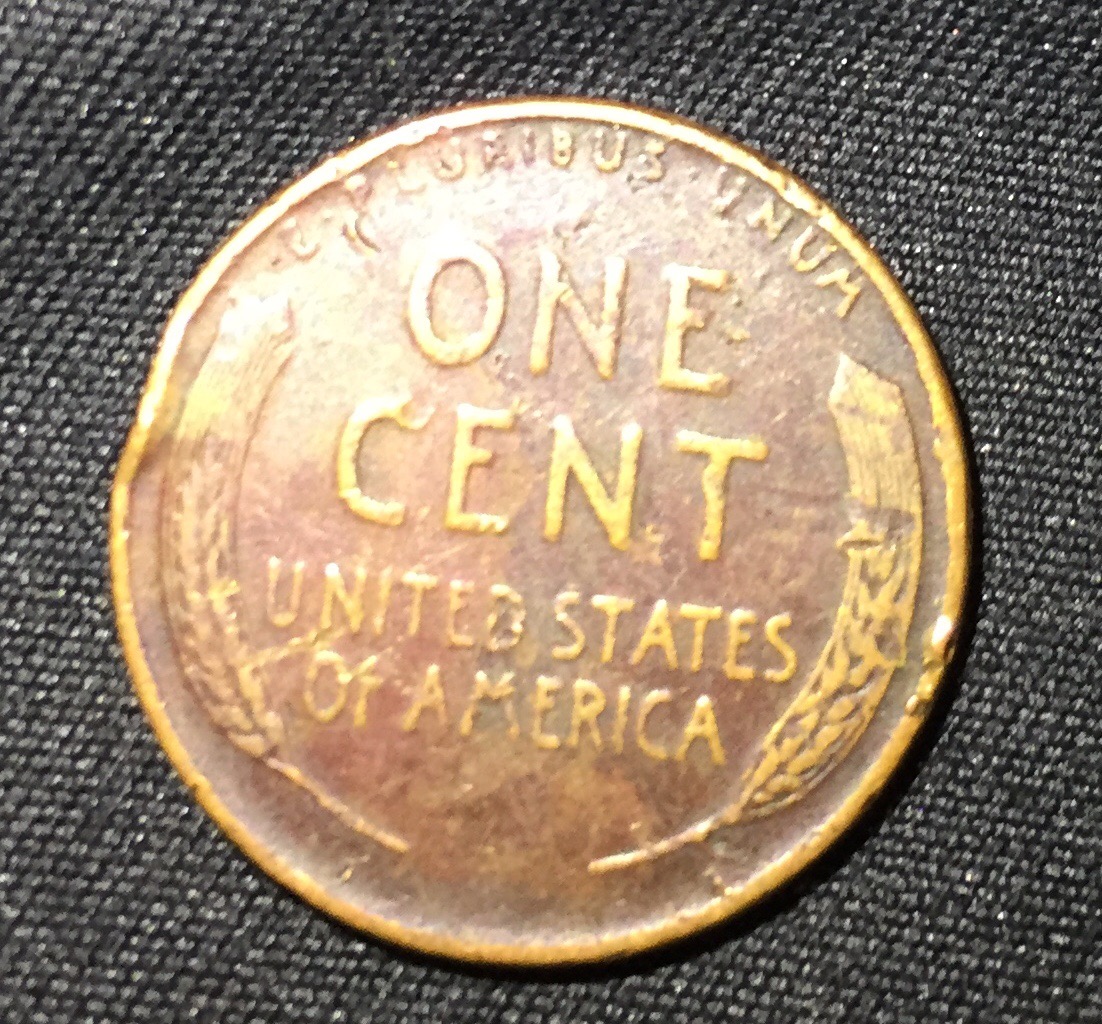 E PLURIBUS UNUM
ONE
CENT
UNITED STATES
OF AMERICA